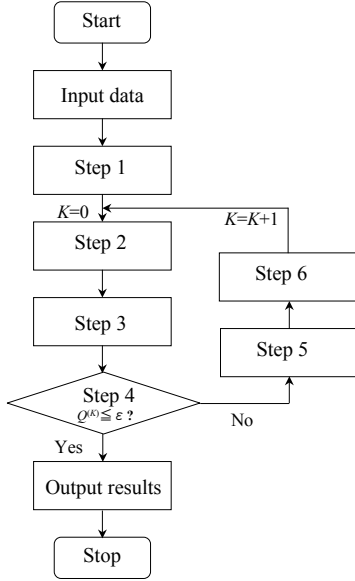 Start
Input data
Step 1
K=0
K=K+1
Step 2
Step 6
Step 3
Step 5
Step 4
Q^(K) ≦ ε ?
No
Yes
Output results
Stop